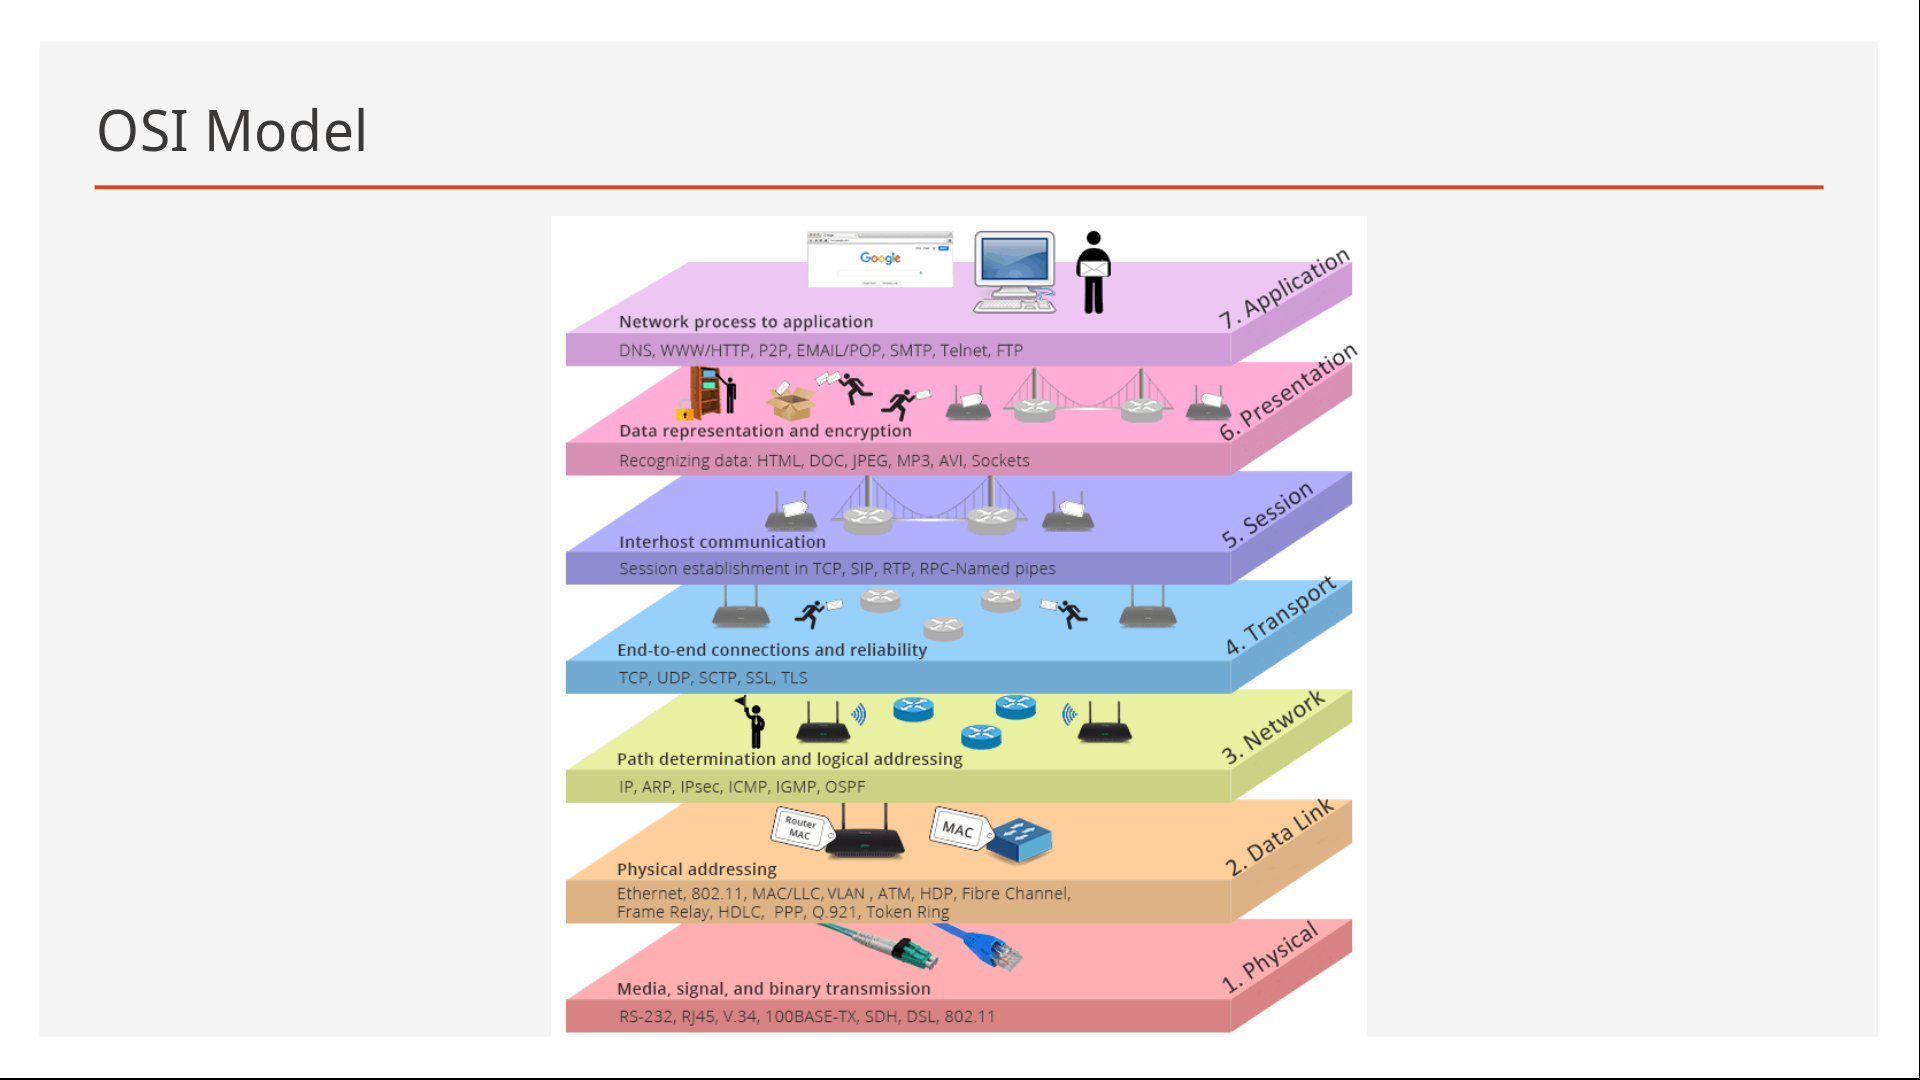 OSI Model
Google
7. Application
Network process to application
DNS, WWW/HTTP, P2P, EMAIL/POP, SMTP, Telnet, FTP
6. Presentation
Data representation and encryption
Recognizing data: HTML, DOC, JPEG, MP3, AVI, Sockets
5. Session
Interhost communication
Session establishment in TCP, SIP, RTP, RPC-Named pipes
4. Transport
End-to-end connections and reliability
TCP, UDP, SCTP, SSL, TLS
3. Network
Path determination and logical addressing
IP, ARP, IPsec, ICMP, IGMP, OSPF
Router
MAC
MAC
2. Data Link
Physical addressing
Ethernet, 802.11, MAC/LLC, VLAN , ATM, HDP, Fibre Channel,
Frame Relay, HDLC, PPP, Q.921, Token Ring
1. Physical
Media, signal, and binary transmission
RS-232, RJ45, V.34, 100BASE-TX, SDH, DSL, 802.11